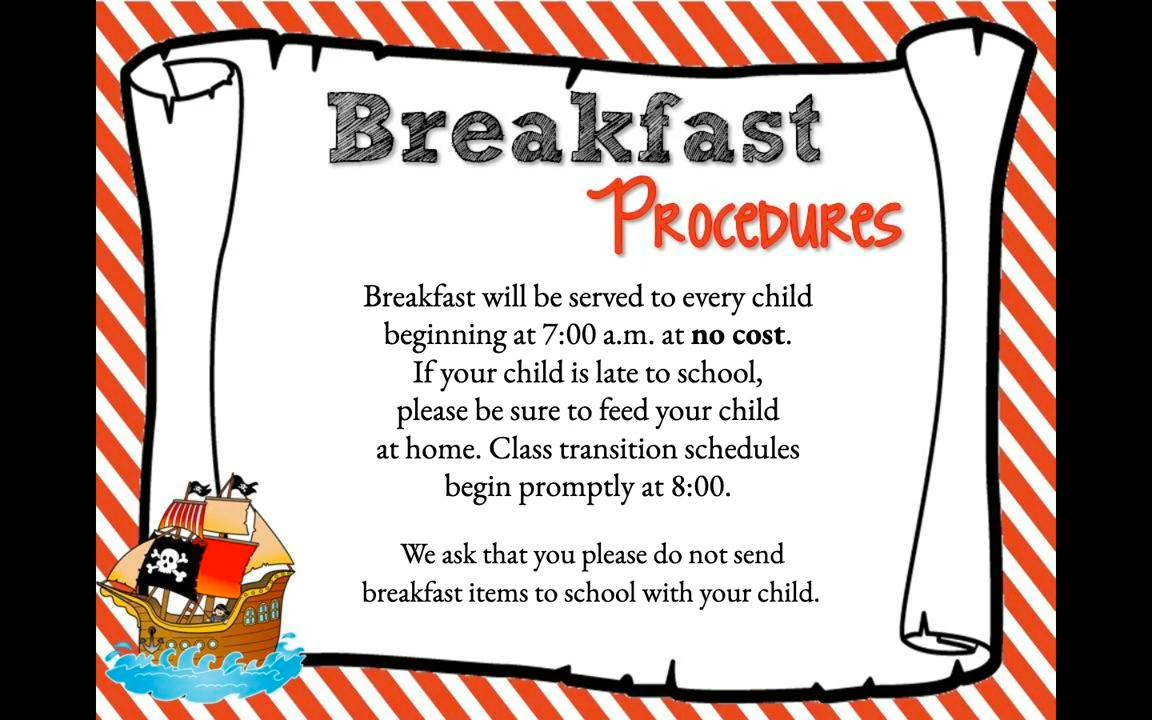 Breakfast
Procedures
Breakfast will be served to every child
beginning at 7:00 a.m. at no cost.
If your child is late to school,
please be sure to feed your child
at home. Class transition schedules
begin promptly at 8:00.
We ask that you please do not send
breakfast items to school with your child.